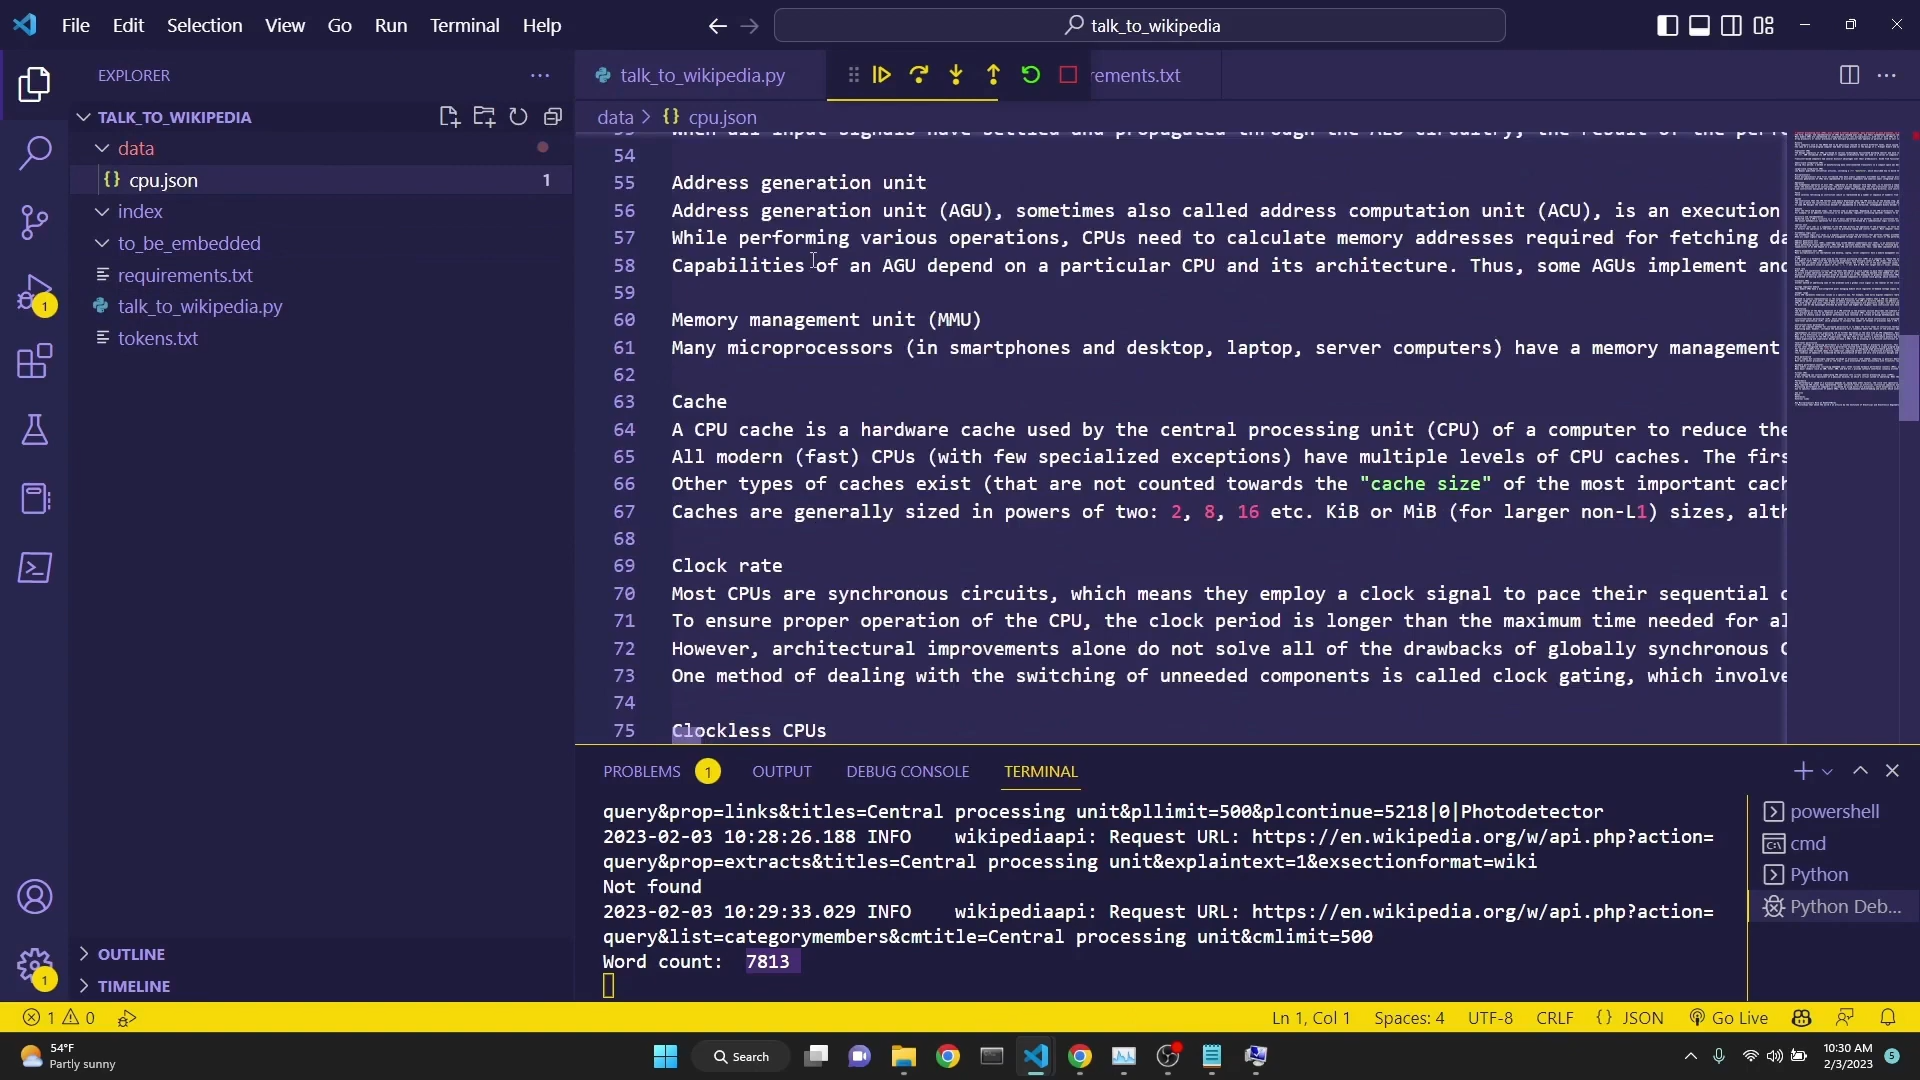 File Edit Selection View Go Run Terminal Help
talk_to_wikipedia
EXPLORER
TALK_TO_WIKIPEDIA
data
cpu.json 1
index
to_be_embedded
requirements.txt
talk_to_wikipedia.py
tokens.txt
OUTLINE
TIMELINE
1
1
talk_to_wikipedia.py
rements.txt
data > {} cpu.json
54
55 Address generation unit
56 Address generation unit (AGU), sometimes also called address computation unit (ACU), is an execution
57 While performing various operations, CPUs need to calculate memory addresses required for fetching da
58 Capabilities of an AGU depend on a particular CPU and its architecture. Thus, some AGUs implement and
59
60 Memory management unit (MMU)
61 Many microprocessors (in smartphones and desktop, laptop, server computers) have a memory management
62
63 Cache
64 A CPU cache is a hardware cache used by the central processing unit (CPU) of a computer to reduce the
65 All modern (fast) CPUs (with few specialized exceptions) have multiple levels of CPU caches. The firs
66 Other types of caches exist (that are not counted towards the "cache size" of the most important cach
67 Caches are generally sized in powers of two: 2, 8, 16 etc. KiB or MiB (for larger non-L1) sizes, alth
68
69 Clock rate
70 Most CPUs are synchronous circuits, which means they employ a clock signal to pace their sequential o
71 To ensure proper operation of the CPU, the clock period is longer than the maximum time needed for al
72 However, architectural improvements alone do not solve all of the drawbacks of globally synchronous C
73 One method of dealing with the switching of unneeded components is called clock gating, which involve
74
75 Clockless CPUs
PROBLEMS 1 OUTPUT DEBUG CONSOLE TERMINAL
query&prop=links&titles=Central processing unit&pllimit=500&plcontinue=5218|0|Photodetector
2023-02-03 10:28:26.188 INFO wikipediaapi: Request URL: https://en.wikipedia.org/w/api.php?action=
query&prop=extracts&titles=Central processing unit&explaintext=1&exsectionformat=wiki
Not found
2023-02-03 10:29:33.029 INFO wikipediaapi: Request URL: https://en.wikipedia.org/w/api.php?action=
query&list=categorymembers&cmtitle=Central processing unit&cmlimit=500
Word count: 7813
powershell
cmd
Python
Python Deb...
1 0
Ln 1, Col 1 Spaces: 4 UTF-8 CRLF {} JSON Go Live
54°F
Partly sunny
Search
10:30 AM
2/3/2023
5